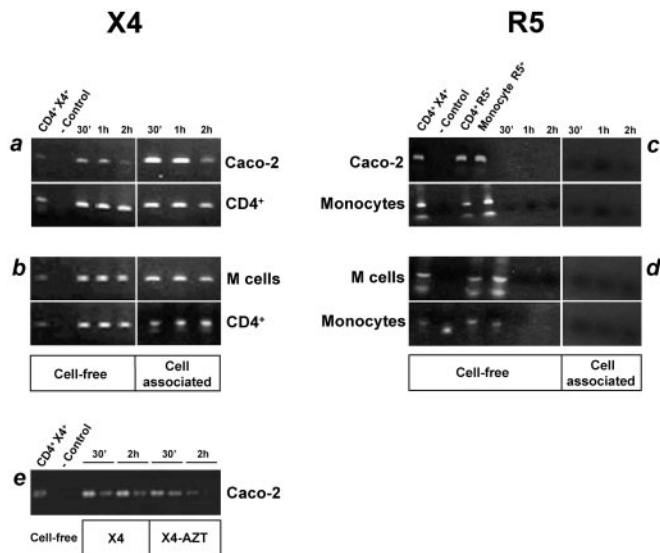 X4
R5
CD4⁺ X4⁺
- Control
30' 1h 2h 30' 1h 2h
a
Caco-2
CD4⁺
b
M cells
CD4⁺
Cell-free
Cell associated
CD4⁺ X4⁺
- Control
CD4⁺ R5⁺
Monocyte R5⁺
30' 1h 2h 30' 1h 2h
Caco-2
c
Monocytes
M cells
d
Monocytes
Cell-free
Cell associated
CD4⁺ X4⁺
- Control
30' 2h 30' 2h
e
Caco-2
Cell-free
X4
X4-AZT